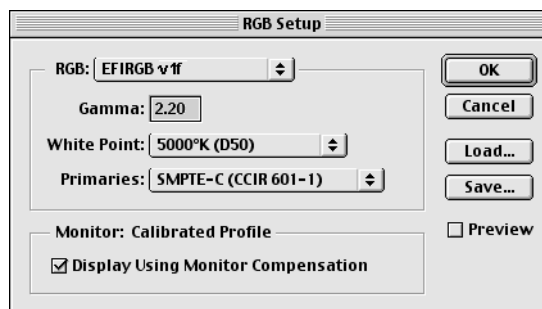 RGB Setup
RGB: EFIRGB v1f
Gamma: 2.20
White Point: 5000°K (D50)
Primaries: SMPTE-C (CCIR 601-1)
Monitor: Calibrated Profile
Display Using Monitor Compensation
OK
Cancel
Load...
Save...
Preview